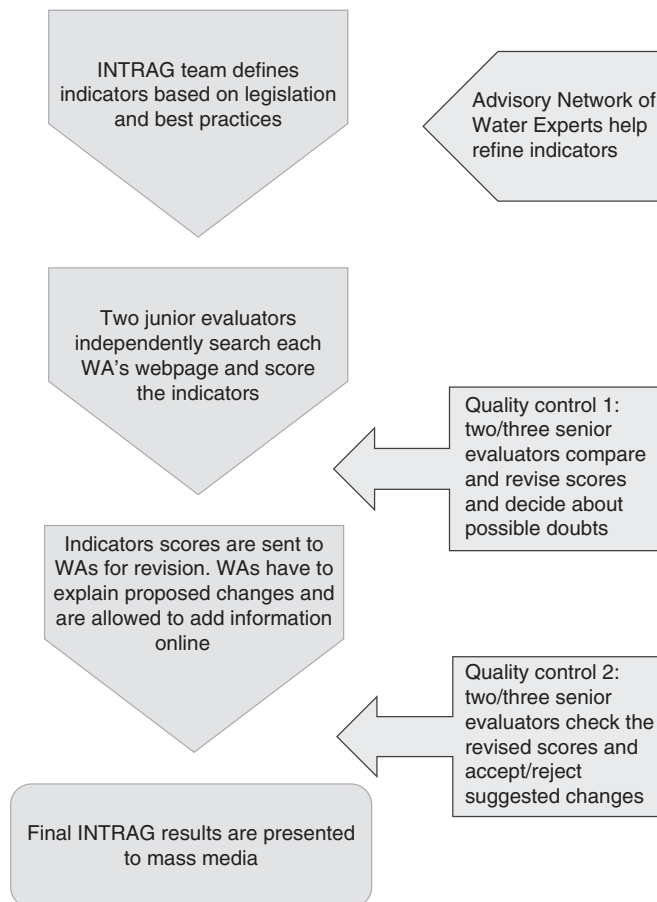 INTRAG team defines
indicators based on legislation
and best practices
Advisory Network of
Water Experts help
refine indicators
Two junior evaluators
independently search each
WA's webpage and score
the indicators
Quality control 1:
two/three senior
evaluators compare
and revise scores
and decide about
possible doubts
Indicators scores are sent to
WAs for revision. WAs have to
explain proposed changes and
are allowed to add information
online
Quality control 2:
two/three senior
evaluators check the
revised scores and
accept/reject
suggested changes
Final INTRAG results are presented
to mass media